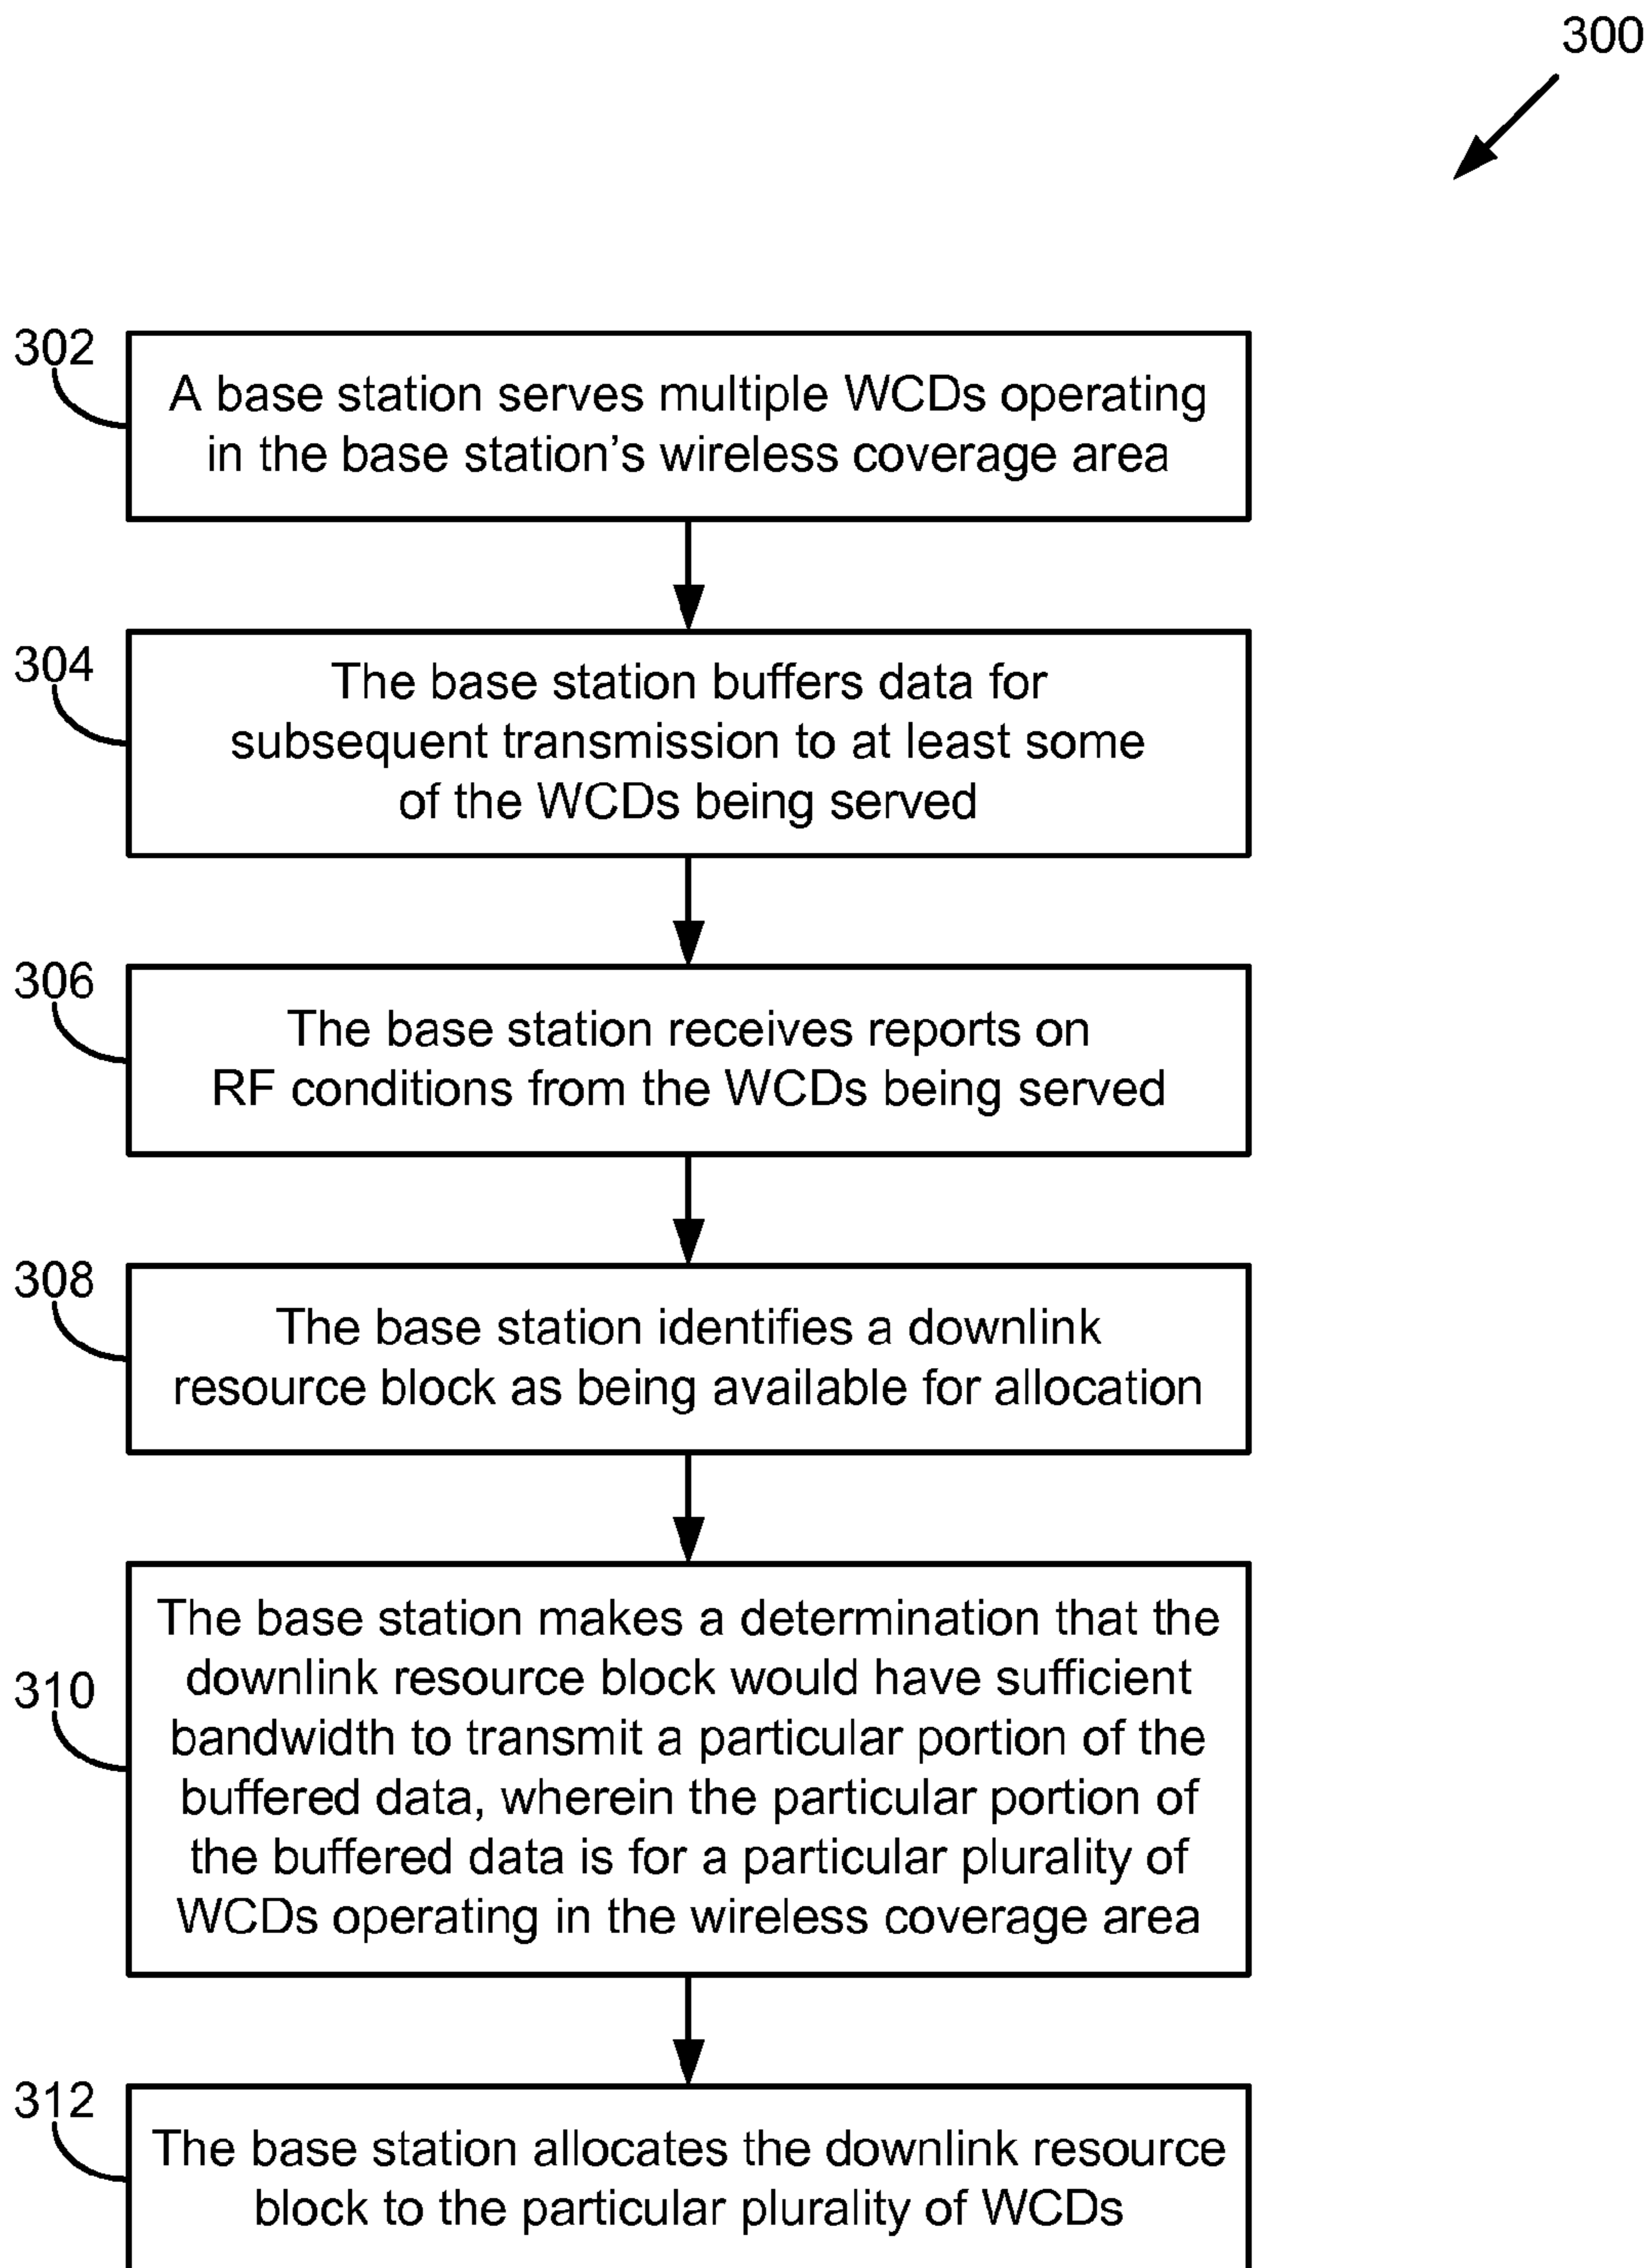 300
302
A base station serves multiple WCDs operating
in the base station’s wireless coverage area
304
The base station buffers data for
subsequent transmission to at least some
of the WCDs being served
306
The base station receives reports on
RF conditions from the WCDs being served
308
The base station identifies a downlink
resource block as being available for allocation
310
The base station makes a determination that the
downlink resource block would have sufficient
bandwidth to transmit a particular portion of the
buffered data, wherein the particular portion of
the buffered data is for a particular plurality of
WCDs operating in the wireless coverage area
312
The base station allocates the downlink resource
block to the particular plurality of WCDs